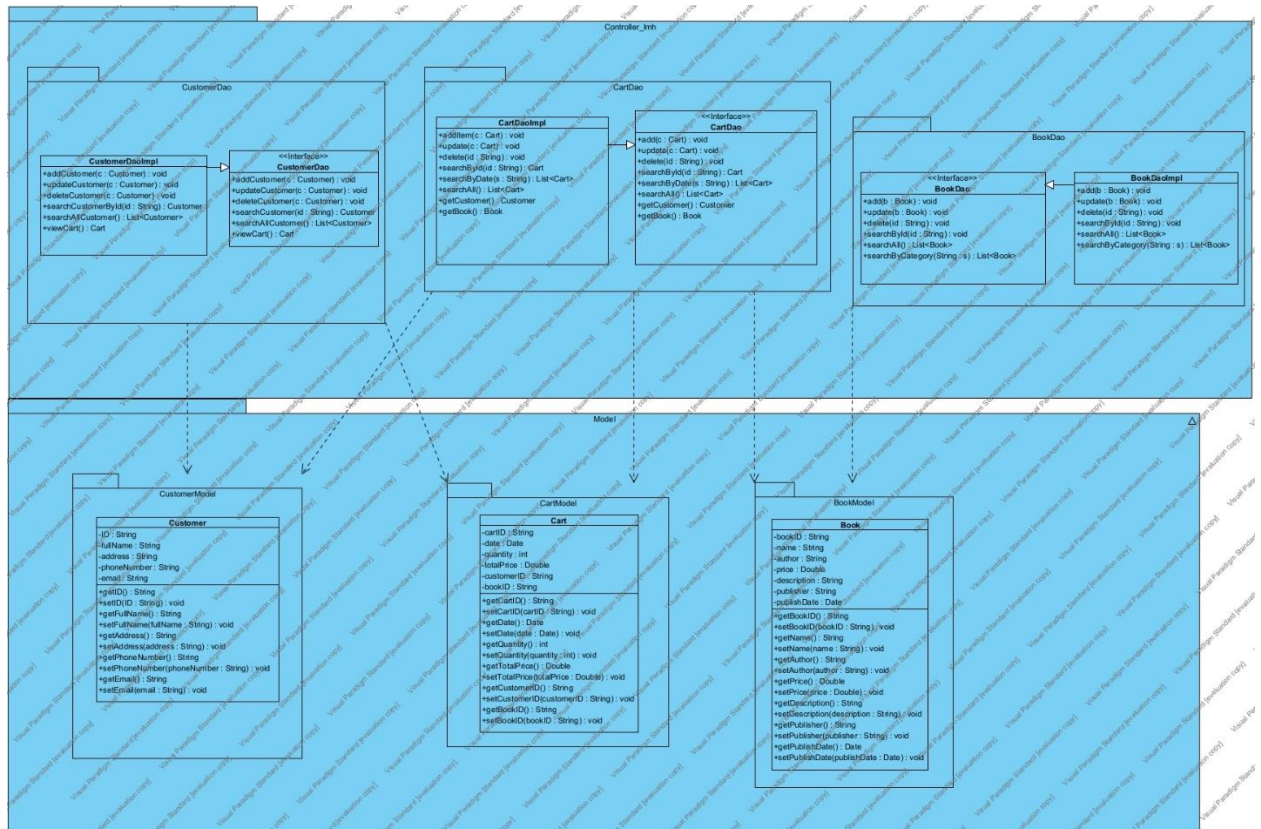 Controller_lmh
CustomerDao
CustomerDaoImpl
+addCustomer(c : Customer) : void
+updateCustomer(c : Customer) : void
+deleteCustomer(c : Customer) : void
+searchCustomerById(id : String) : Customer
+searchAllCustomer() : List<Customer>
+viewCart() : Cart
<<Interface>>
CustomerDao
+addCustomer(c : Customer) : void
+updateCustomer(c : Customer) : void
+deleteCustomer(c : Customer) : void
+searchCustomer(id : String) : Customer
+searchAllCustomer() : List<Customer>
+viewCart() : Cart
CartDao
CartDaoImpl
+addItem(c : Cart) : void
+update(c : Cart) : void
+delete(id : String) : void
+searchById(id : String) : Cart
+searchByDate(s : String) : List<Cart>
+searchAll() : List<Cart>
+getCustomer() : Customer
+getBook() : Book
<<Interface>>
CartDao
+add(c : Cart) : void
+update(c : Cart) : void
+delete(id : String) : void
+searchById(id : String) : Cart
+searchByDate(s : String) : List<Cart>
+searchAll() : List<Cart>
+getCustomer() : Customer
+getBook() : Book
BookDao
<<Interface>>
BookDao
+add(b : Book) : void
+update(b : Book) : void
+delete(id : String) : void
+searchById(id : String) : void
+searchAll() : List<Book>
+searchByCategory(String : s) : List<Book>
BookDaoImpl
+add(b : Book) : void
+update(b : Book) : void
+delete(id : String) : void
+searchById(id : String) : void
+searchAll() : List<Book>
+searchByCategory(String : s) : List<Book>
Model
CustomerModel
Customer
-ID : String
-fullName : String
-address : String
-phoneNumber : String
-email : String
+getID() : String
+setID(ID : String) : void
+getFullName() : String
+setFullName(fullName : String) : void
+getAddress() : String
+setAddress(address : String) : void
+getPhoneNumber() : String
+setPhoneNumber(phoneNumber : String) : void
+getEmail() : String
+setEmail(email : String) : void
CartModel
Cart
-cartID : String
-date : Date
-quantity : int
-totalPrice : Double
-customerID : String
-bookID : String
+getCartID() : String
+setCartID(cartID : String) : void
+getDate() : Date
+setDate(date : Date) : void
+getQuantity() : int
+setQuantity(quantity : int) : void
+getTotalPrice() : Double
+setTotalPrice(totalPrice : Double) : void
+getCustomerID() : String
+setCustomerID(customerID : String) : void
+getBookID() : String
+setBookID(bookID : String) : void
BookModel
Book
-bookID : String
-name : String
-author : String
-price : Double
-description : String
-publisher : String
-publishDate : Date
+getBookID() : String
+setBookID(bookID : String) : void
+getName() : String
+setName(name : String) : void
+getAuthor() : String
+setAuthor(author : String) : void
+getPrice() : Double
+setPrice(price : Double) : void
+getDescription() : String
+setDescription(description : String) : void
+getPublisher() : String
+setPublisher(publisher : String) : void
+getPublishDate() : Date
+setPublishDate(publishDate : Date) : void
Visual Paradigm Standard [evaluation copy]